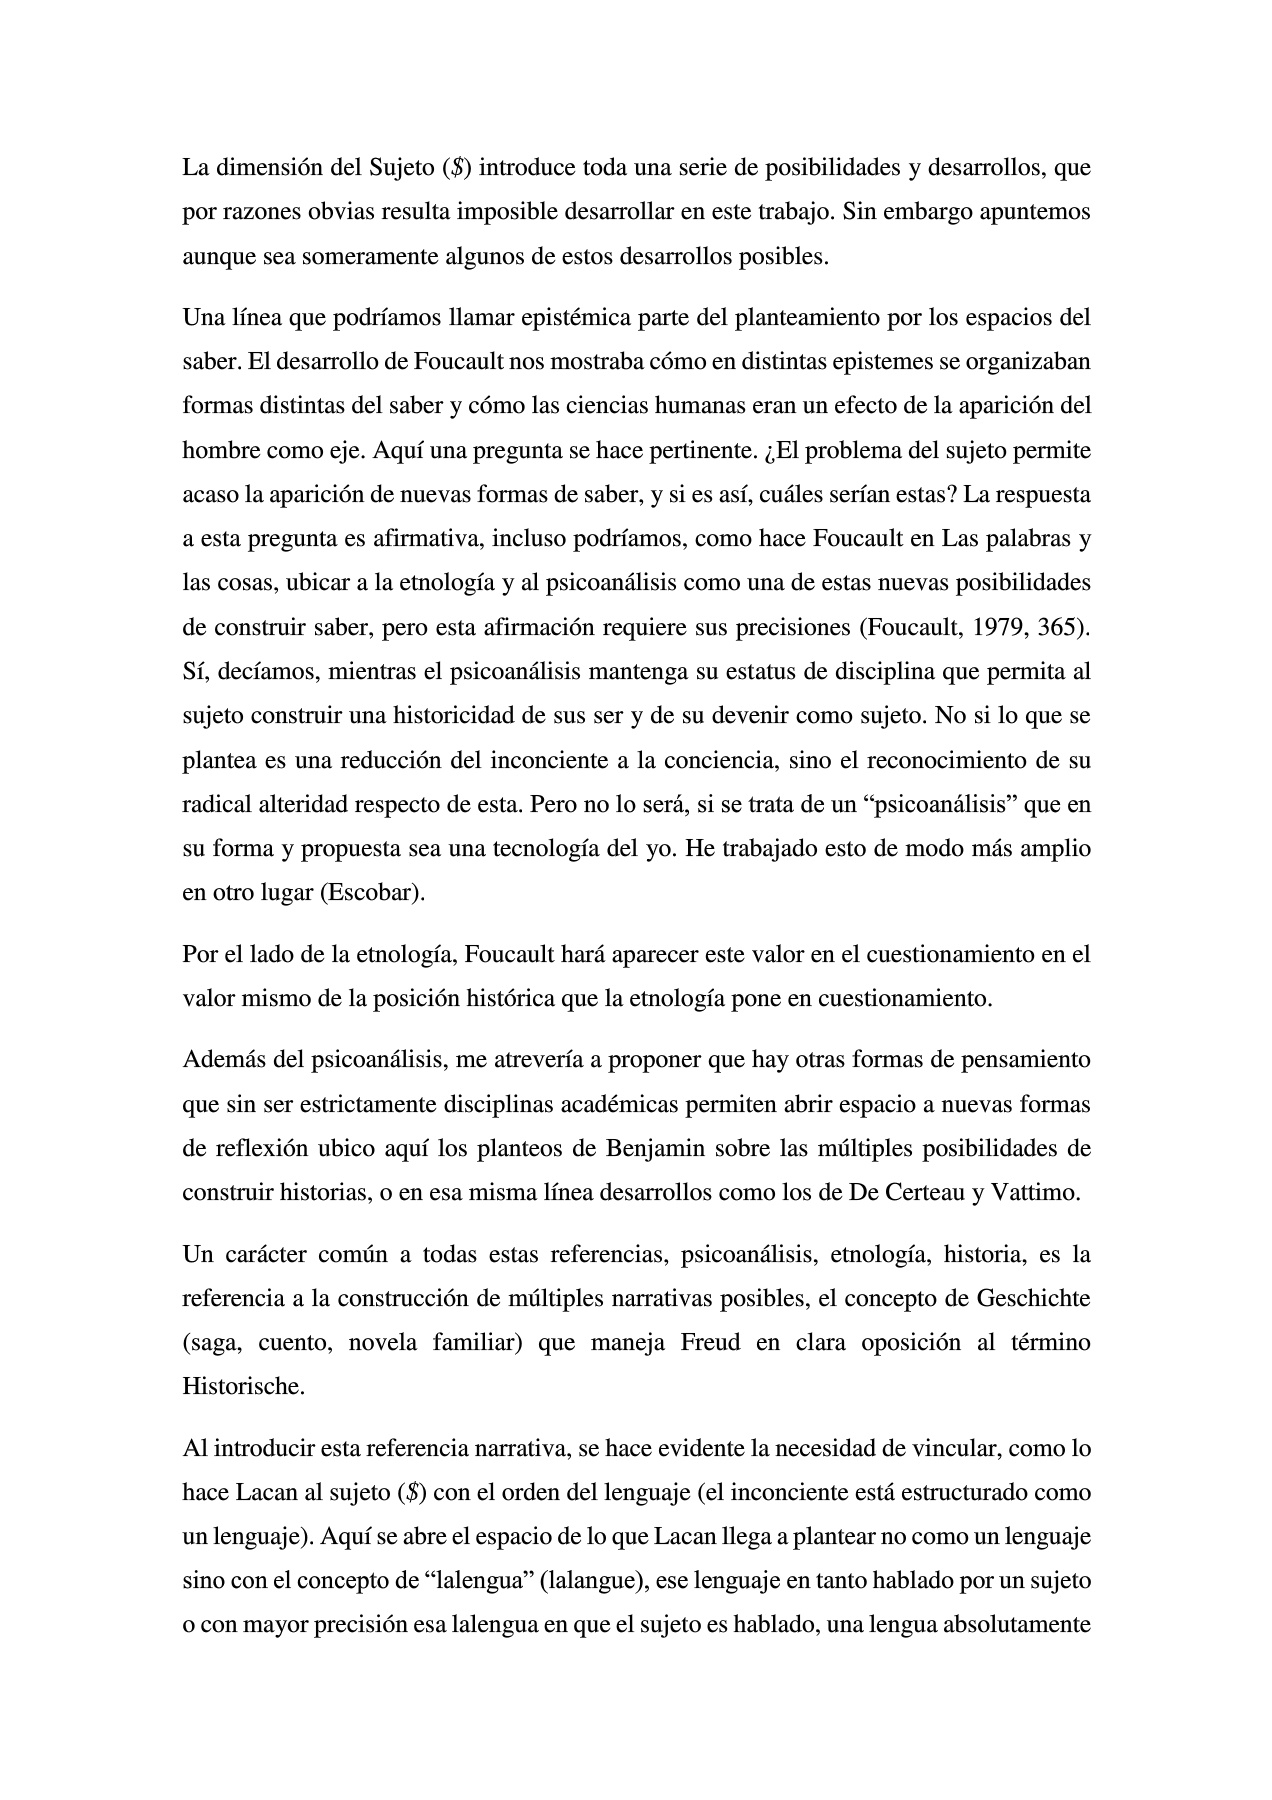 La dimensión del Sujeto ($) introduce toda una serie de posibilidades y desarrollos, que
por razones obvias resulta imposible desarrollar en este trabajo. Sin embargo apuntemos
aunque sea someramente algunos de estos desarrollos posibles.
Una línea que podríamos llamar epistémica parte del planteamiento por los espacios del
saber. El desarrollo de Foucault nos mostraba cómo en distintas epistemes se organizaban
formas distintas del saber y cómo las ciencias humanas eran un efecto de la aparición del
hombre como eje. Aquí una pregunta se hace pertinente. ¿El problema del sujeto permite
acaso la aparición de nuevas formas de saber, y si es así, cuáles serían estas? La respuesta
a esta pregunta es afirmativa, incluso podríamos, como hace Foucault en Las palabras y
las cosas, ubicar a la etnología y al psicoanálisis como una de estas nuevas posibilidades
de construir saber, pero esta afirmación requiere sus precisiones (Foucault, 1979, 365).
Sí, decíamos, mientras el psicoanálisis mantenga su estatus de disciplina que permita al
sujeto construir una historicidad de sus ser y de su devenir como sujeto. No si lo que se
plantea es una reducción del inconciente a la conciencia, sino el reconocimiento de su
radical alteridad respecto de esta. Pero no lo será, si se trata de un “psicoanálisis” que en
su forma y propuesta sea una tecnología del yo. He trabajado esto de modo más amplio
en otro lugar (Escobar).
Por el lado de la etnología, Foucault hará aparecer este valor en el cuestionamiento en el
valor mismo de la posición histórica que la etnología pone en cuestionamiento.
Además del psicoanálisis, me atrevería a proponer que hay otras formas de pensamiento
que sin ser estrictamente disciplinas académicas permiten abrir espacio a nuevas formas
de reflexión ubico aquí los planteos de Benjamin sobre las múltiples posibilidades de
construir historias, o en esa misma línea desarrollos como los de De Certeau y Vattimo.
Un carácter común a todas estas referencias, psicoanálisis, etnología, historia, es la
referencia a la construcción de múltiples narrativas posibles, el concepto de Geschichte
(saga, cuento, novela familiar) que maneja Freud en clara oposición al término
Historische.
Al introducir esta referencia narrativa, se hace evidente la necesidad de vincular, como lo
hace Lacan al sujeto ($) con el orden del lenguaje (el inconciente está estructurado como
un lenguaje). Aquí se abre el espacio de lo que Lacan llega a plantear no como un lenguaje
sino con el concepto de “lalengua” (lalangue), ese lenguaje en tanto hablado por un sujeto
o con mayor precisión esa lalengua en que el sujeto es hablado, una lengua absolutamente